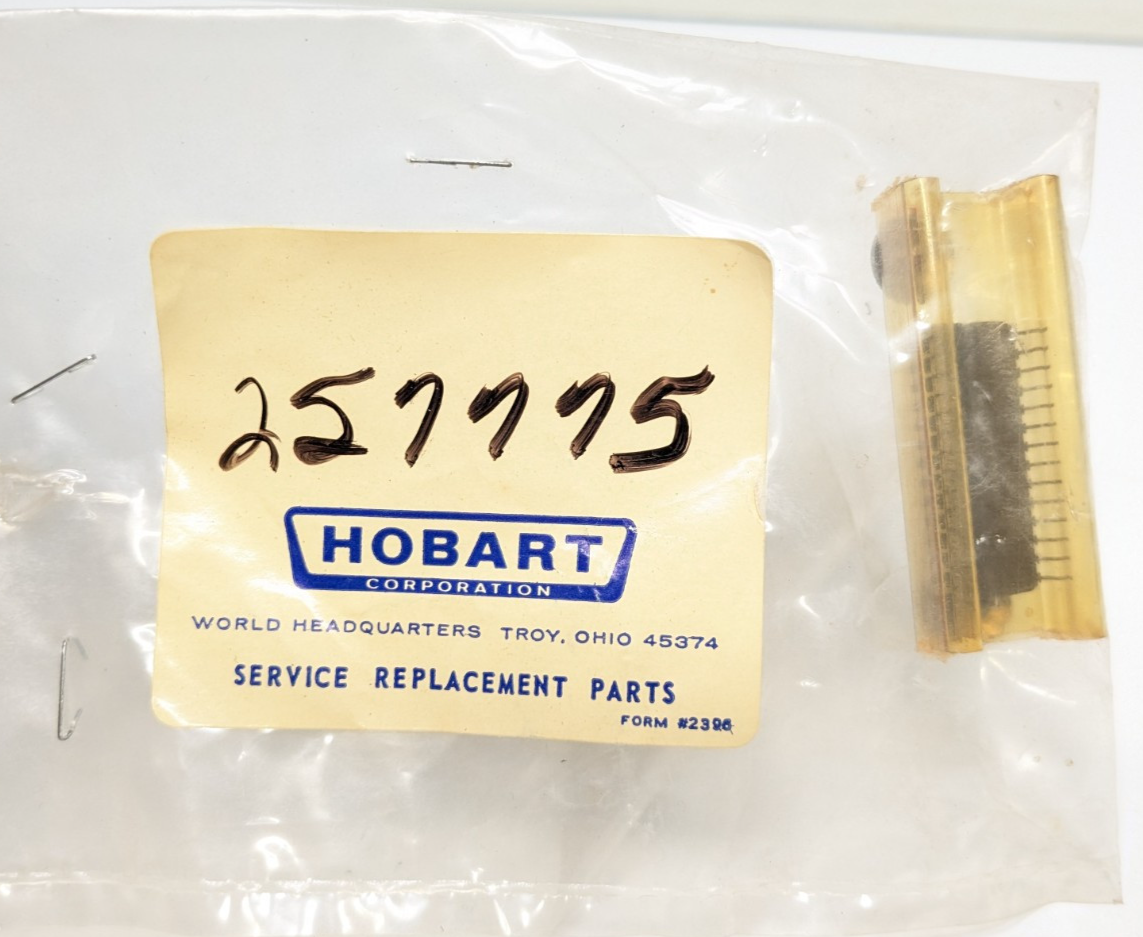 257775
HOBART
CORPORATION
WORLD HEADQUARTERS TROY, OHIO 45374
SERVICE REPLACEMENT PARTS
FORM #2396